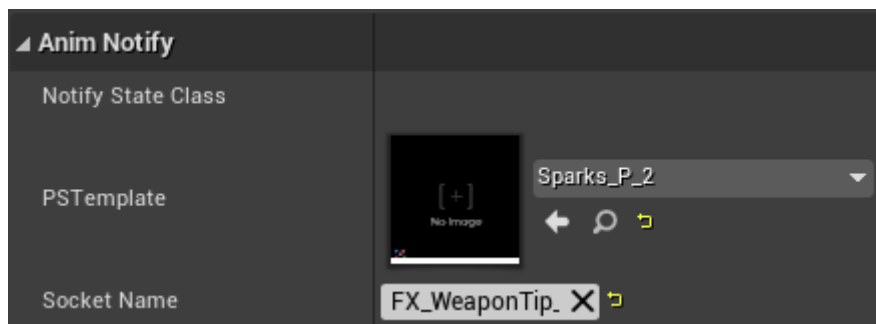 Anim Notify
Notify State Class
PSTemplate
[+]
No Image
Sparks_P_2
Socket Name
FX_WeaponTip_